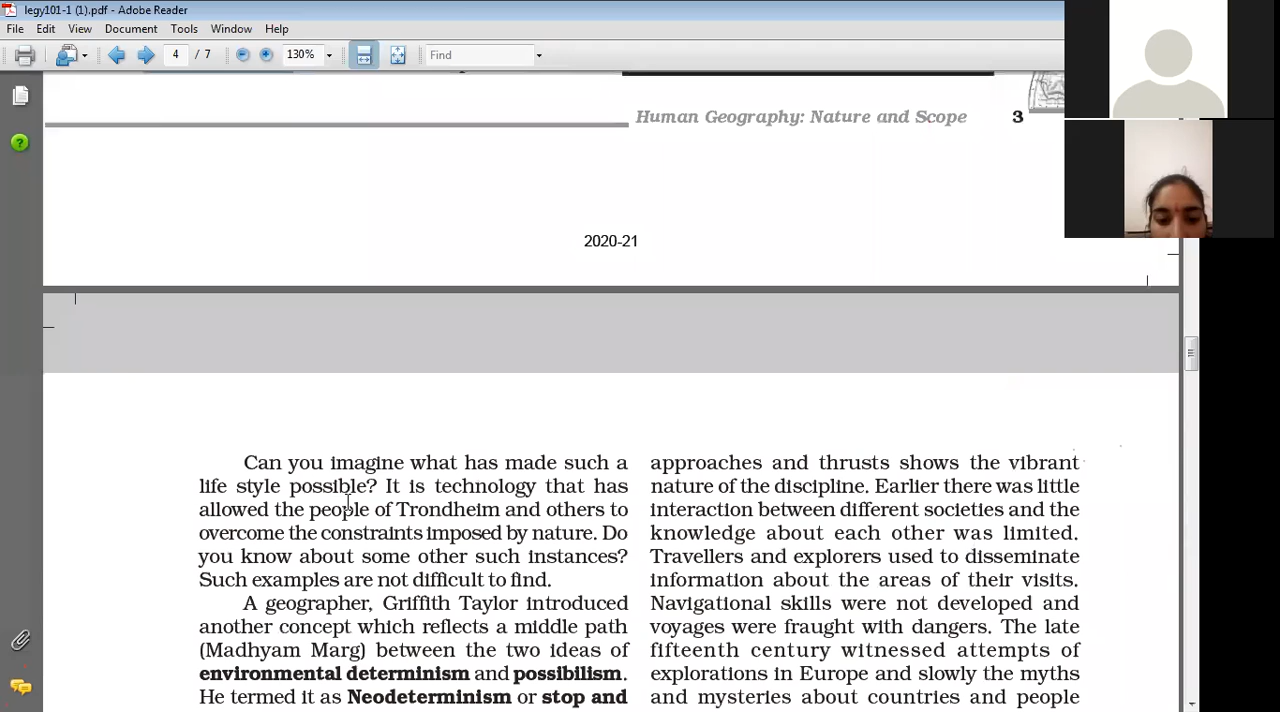 legy101-1 (1).pdf - Adobe Reader
File Edit View Document Tools Window Help
4 / 7 130% Find
Human Geography: Nature and Scope 3
2020-21
Can you imagine what has made such a
life style possible? It is technology that has
allowed the people of Trondheim and others to
overcome the constraints imposed by nature. Do
you know about some other such instances?
Such examples are not difficult to find.
A geographer, Griffith Taylor introduced
another concept which reflects a middle path
(Madhyam Marg) between the two ideas of
environmental determinism and possibilism.
He termed it as Neodeterminism or stop and
approaches and thrusts shows the vibrant
nature of the discipline. Earlier there was little
interaction between different societies and the
knowledge about each other was limited.
Travellers and explorers used to disseminate
information about the areas of their visits.
Navigational skills were not developed and
voyages were fraught with dangers. The late
fifteenth century witnessed attempts of
explorations in Europe and slowly the myths
and mysteries about countries and people